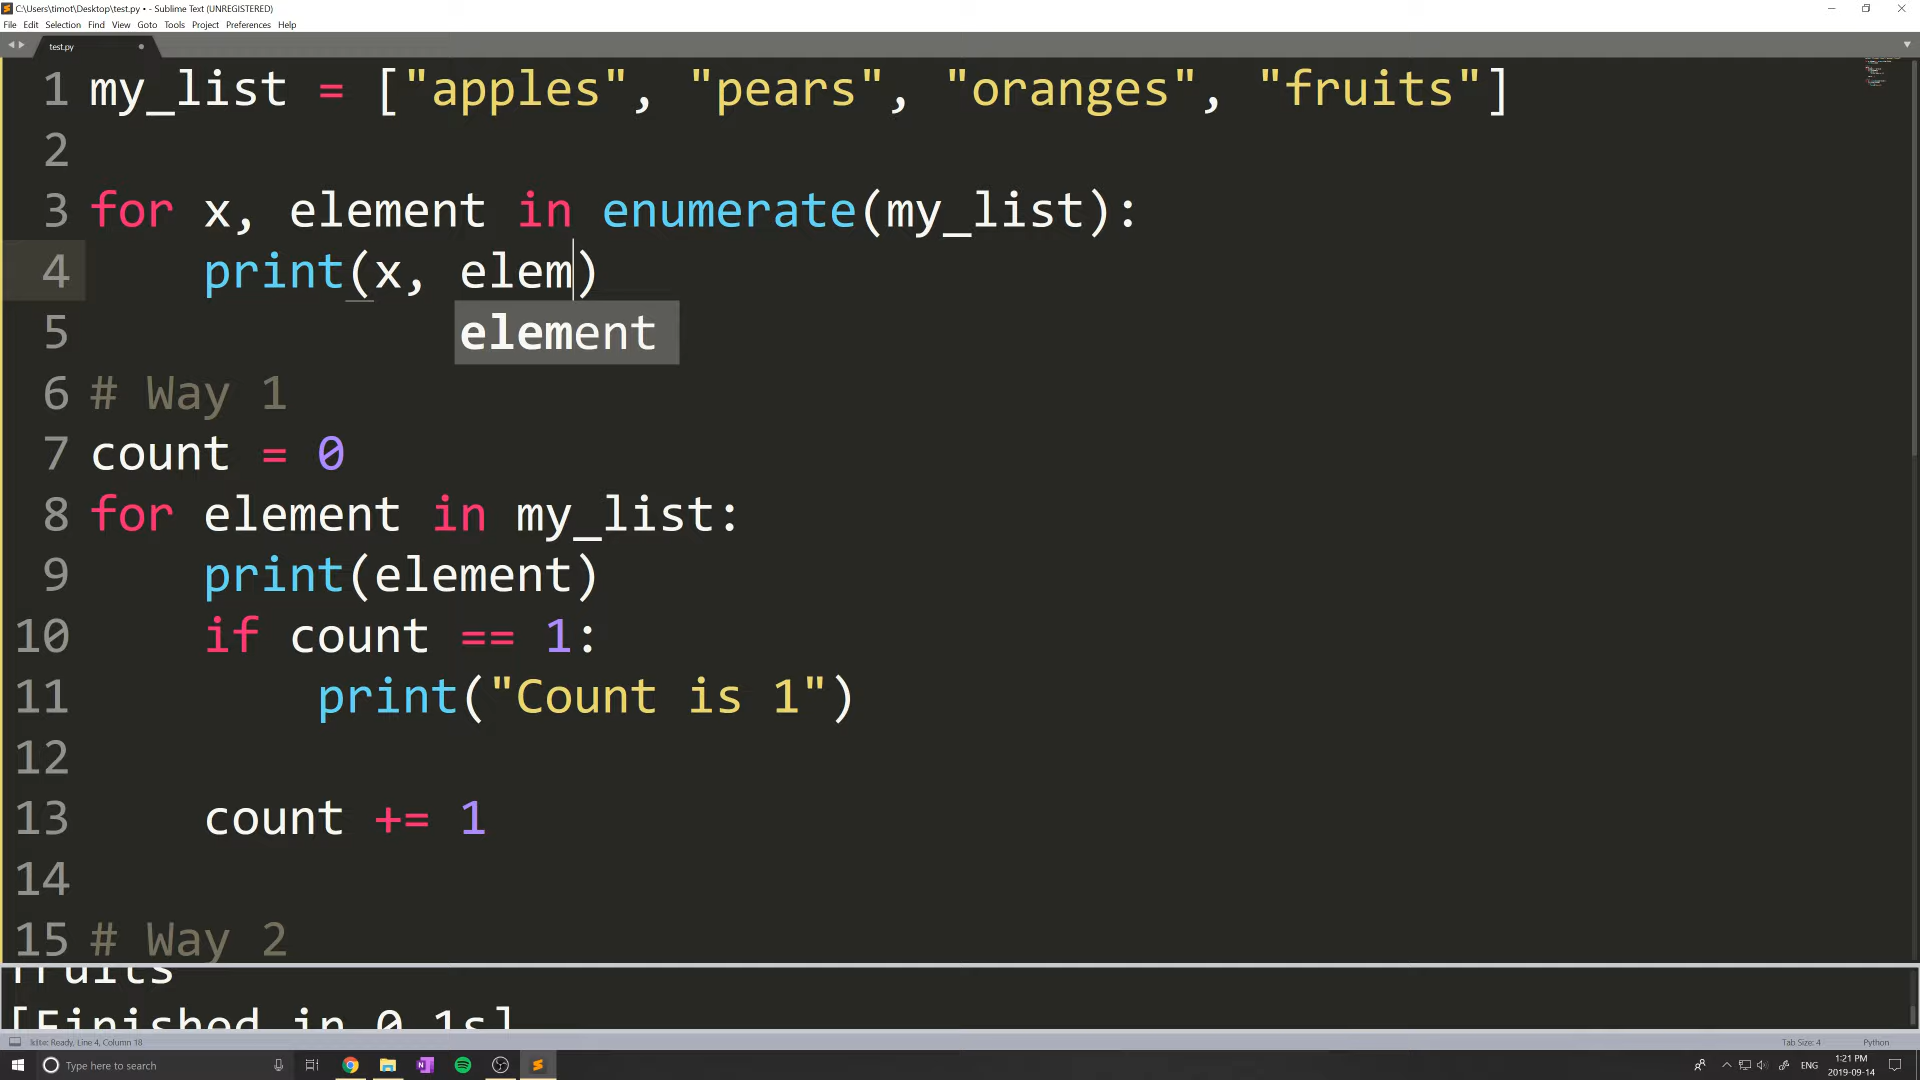 C:\Users\timot\Desktop\test.py • - Sublime Text (UNREGISTERED)
File Edit Selection Find View Goto Tools Project Preferences Help
test.py
1 my_list = ["apples", "pears", "oranges", "fruits"]
2
3 for x, element in enumerate(my_list):
4 print(x, elem)
element
5
6 # Way 1
7 count = 0
8 for element in my_list:
9 print(element)
10 if count == 1:
11 print("Count is 1")
12
13 count += 1
14
15 # Way 2
fruits
[Finished in 0.1s]
kite: Ready, Line 4, Column 18
Tab Size: 4
Python
Type here to search
ENG
1:21 PM
2019-09-14